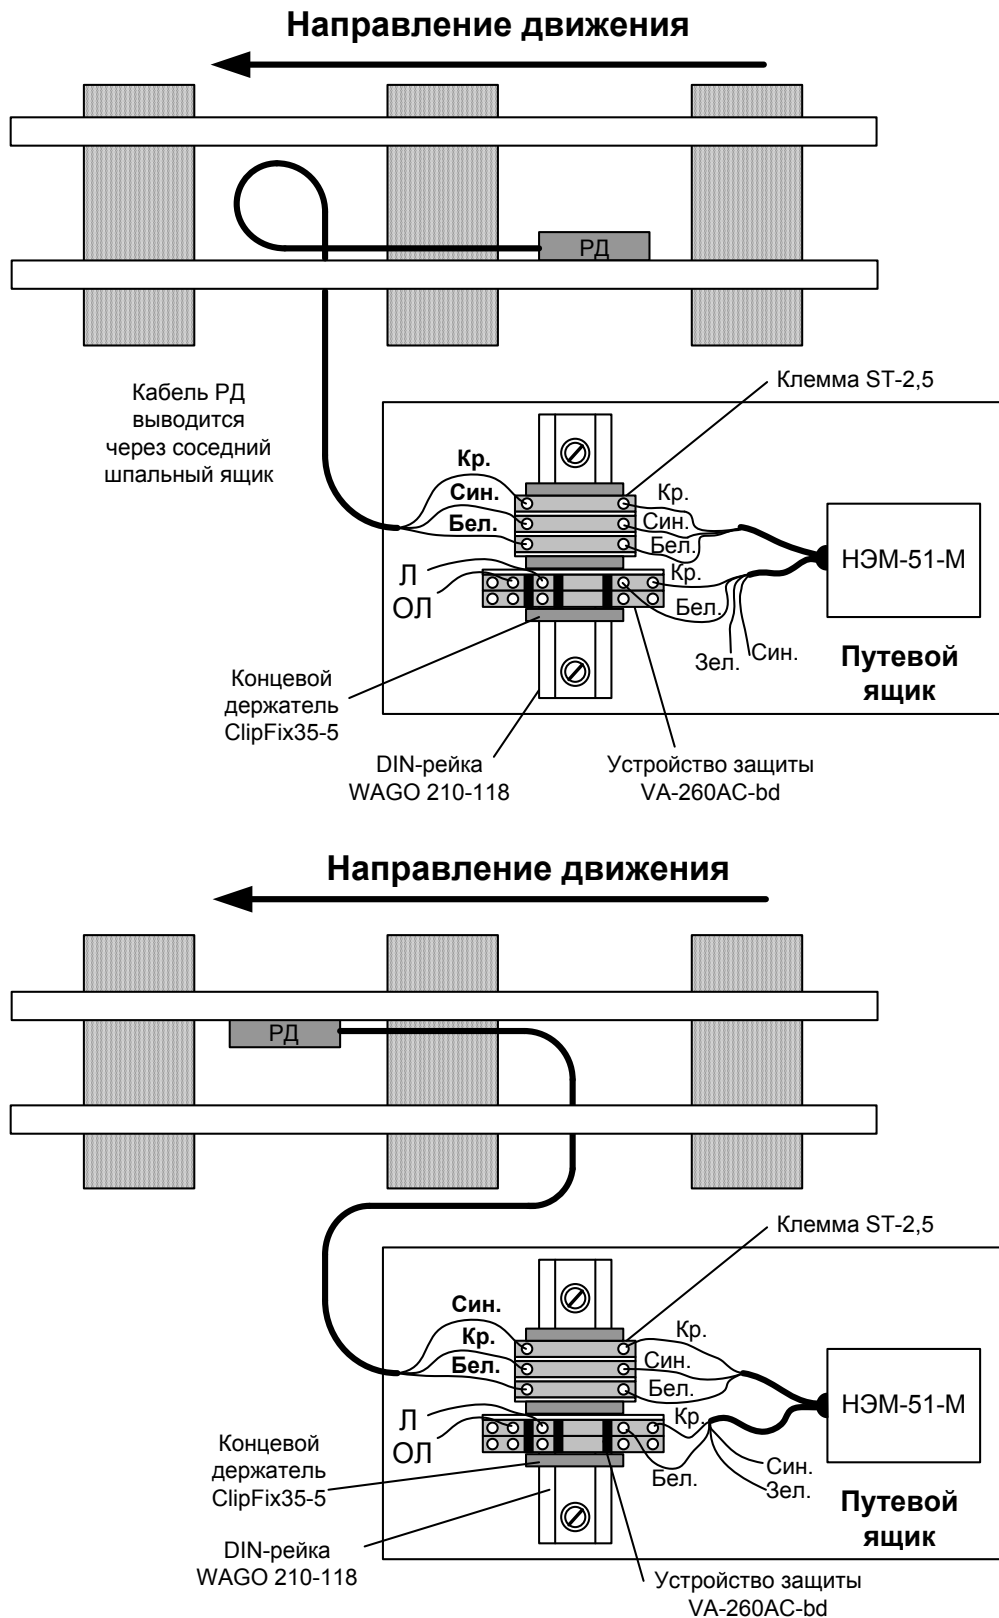 Направление движения
РД
Кабель РД
выводится
через соседний
шпальный ящик
Клемма ST-2,5
Кр.
Син.
Бел.
Кр.
Син.
Бел.
Л
ОЛ
Кр.
Бел.
Зел.
Син.
НЭМ-51-М
Путевой
ящик
Концевой
держатель
ClipFix35-5
DIN-рейка
WAGO 210-118
Устройство защиты
VA-260AC-bd
Направление движения
РД
Клемма ST-2,5
Син.
Кр.
Бел.
Кр.
Син.
Бел.
Л
ОЛ
Кр.
Бел.
Син.
Зел.
НЭМ-51-М
Путевой
ящик
Концевой
держатель
ClipFix35-5
DIN-рейка
WAGO 210-118
Устройство защиты
VA-260AC-bd